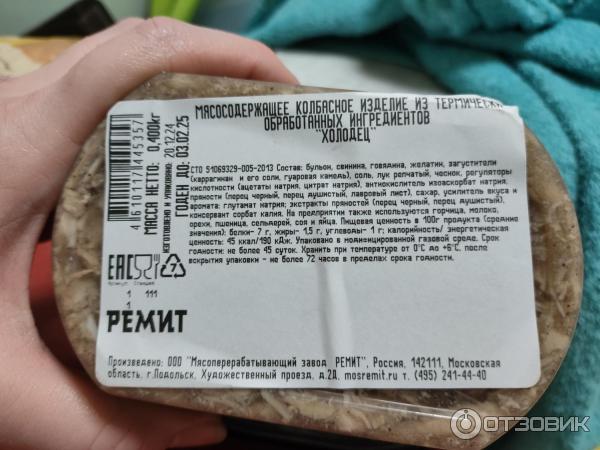 МЯСОСОДЕРЖАЩЕЕ КОЛБАСНОЕ ИЗДЕЛИЕ ИЗ ТЕРМИЧЕСКИ
ОБРАБОТАННЫХ ИНГРЕДИЕНТОВ
"ХОЛОДЕЦ"
4610117144 5357
МАССА НЕТТО: 0,400кг
изготовлено и упаковано: 20.12.24
ГОДЕН ДО: 03.02.25
СТО 51069329-005-2013 Состав: бульон, свинина, говядина, желатин, загустители
(каррагинан и его соли, гуаровая камедь), соль, лук репчатый, чеснок, регуляторы
кислотности (ацетаты натрия, цитрат натрия), антиокислитель изоаскорбат натрия,
пряности (перец черный, перец душистый, лавровый лист), сахар, усилитель вкуса и
аромата: глутамат натрия; экстракты пряностей (перец черный, перец душистый),
консервант сорбат калия. На предприятии также используются горчица, молоко,
орехи, пшеница, сельдерей, соя и яйца. Пищевая ценность в 100г продукта (средние
значения): белки- 7 г, жиры- 1,5 г, углеводы- 1 г; калорийность/ энергетическая
ценность: 45 ккал/190 кДж. Упаковано в модифицированной газовой среде. Срок
годности: не более 45 суток. Хранить при температуре от 0°С до +6°С. после
вскрытия упаковки - не более 72 часов в пределах срока годности.
EAC
7
Артикул: Станция:
1 111
1
РЕМИТ
Произведено: ООО "Мясоперерабатывающий завод РЕМИТ", Россия, 142111, Московская
область, г.Подольск, Художественный проезд, д.2Д, mosremit.ru т. (495) 241-44-40
ОТЗОВИК